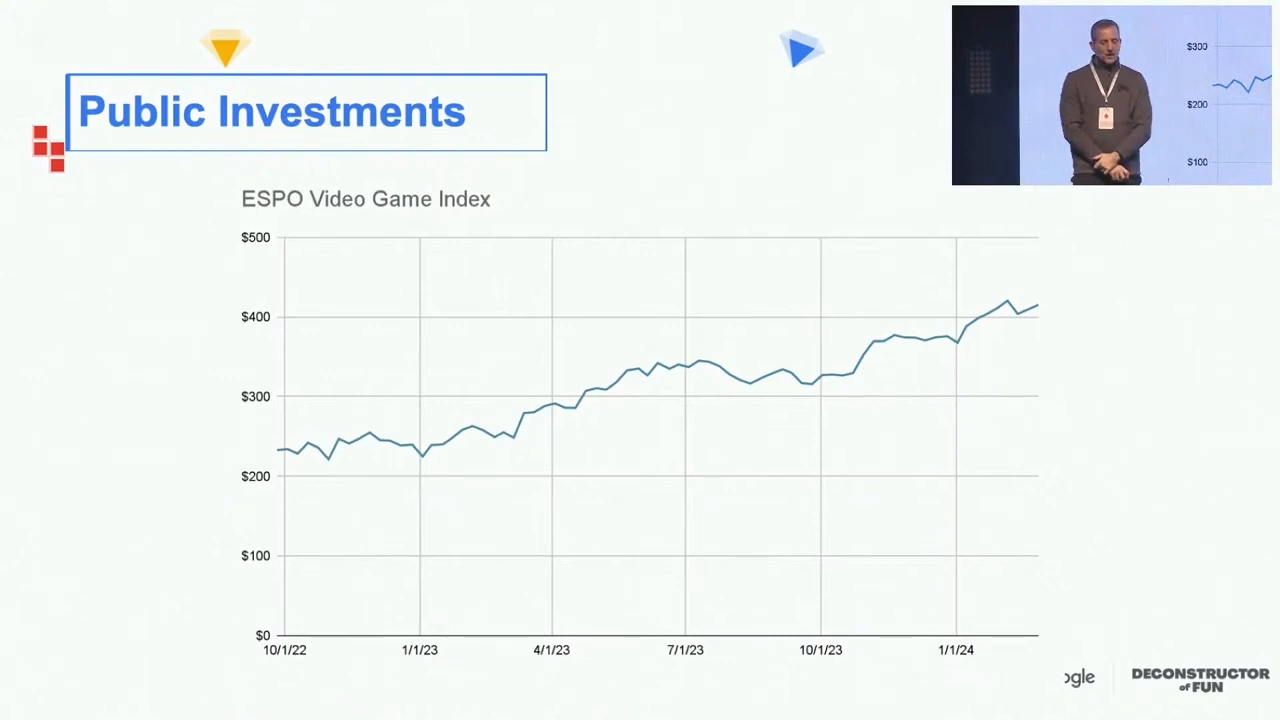 Public Investments
$300
$200
$100
ESPO Video Game Index
$500
$400
$300
$200
$100
$0
10/1/22 1/1/23 4/1/23 7/1/23 10/1/23 1/1/24
ogle
DECONSTRUCTOR
of FUN